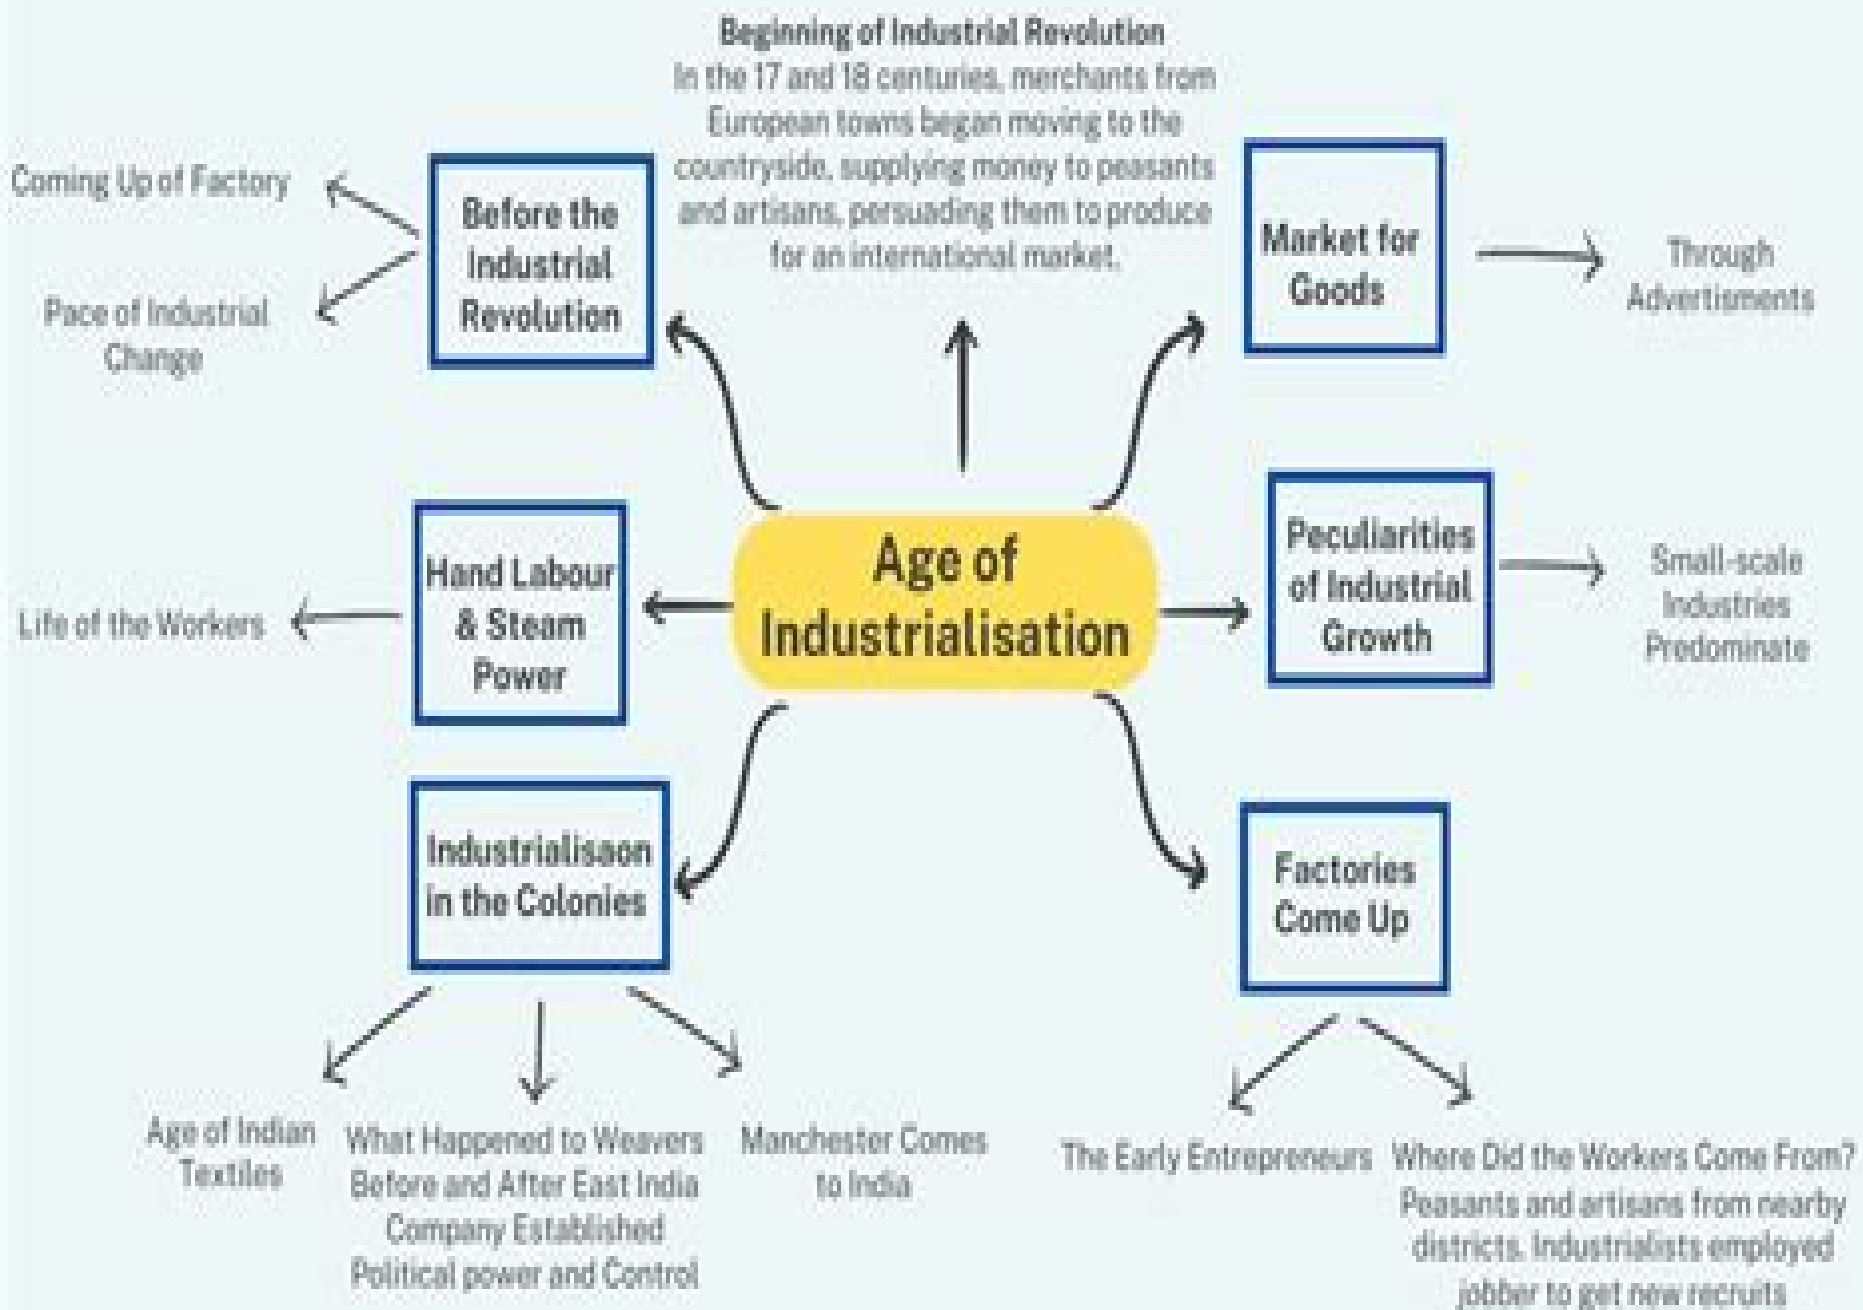 Beginning of Industrial Revolution
In the 17 and 18 centuries, merchants from
European towns began moving to the
countryside, supplying money to peasants
and artisans, persuading them to produce
for an international market.
Coming Up of Factory
Pace of Industrial
Change
Before the
Industrial
Revolution
Market for
Goods
Through
Advertisments
Age of
Industrialisation
Hand Labour
& Steam
Power
Life of the Workers
Peculiarities
of Industrial
Growth
Small-scale
Industries
Predominate
Industrialisaon
in the Colonies
Age of Indian
Textiles
What Happened to Weavers
Before and After East India
Company Established
Political power and Control
Manchester Comes
to India
Factories
Come Up
The Early Entrepreneurs
Where Did the Workers Come From?
Peasants and artisans from nearby
districts. Industrialists employed
jobber to get new recruits